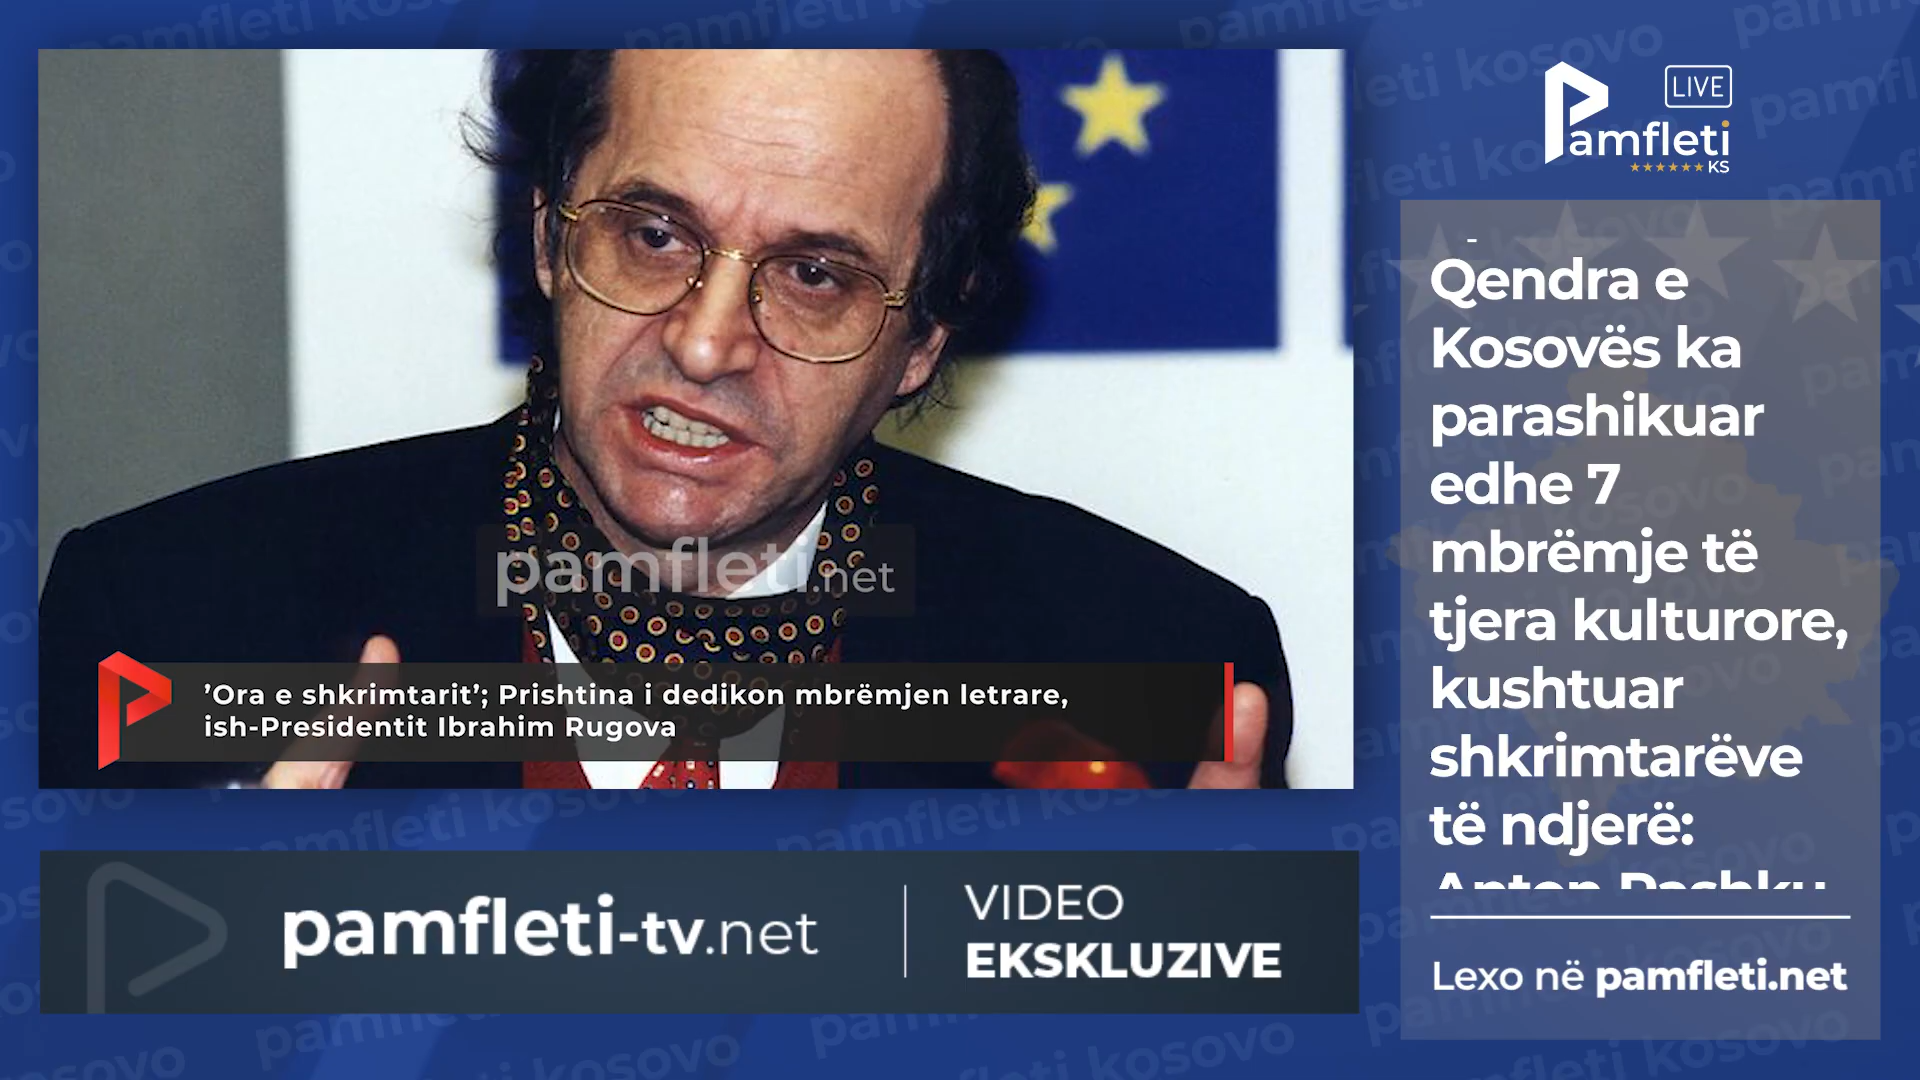 LIVE
Pamfleti
KS
Qendra e
Kosovës ka
parashikuar
edhe 7
mbrëmje të
tjera kulturore,
kushtuar
shkrimtarëve
të ndjerë:
Anton Pashku
Lexo në pamfleti.net
pamfleti.net
’Ora e shkrimtarit’; Prishtina i dedikon mbrëmjen letrare,
ish-Presidentit Ibrahim Rugova
pamfleti-tv.net
VIDEO
EKSKLUZIVE